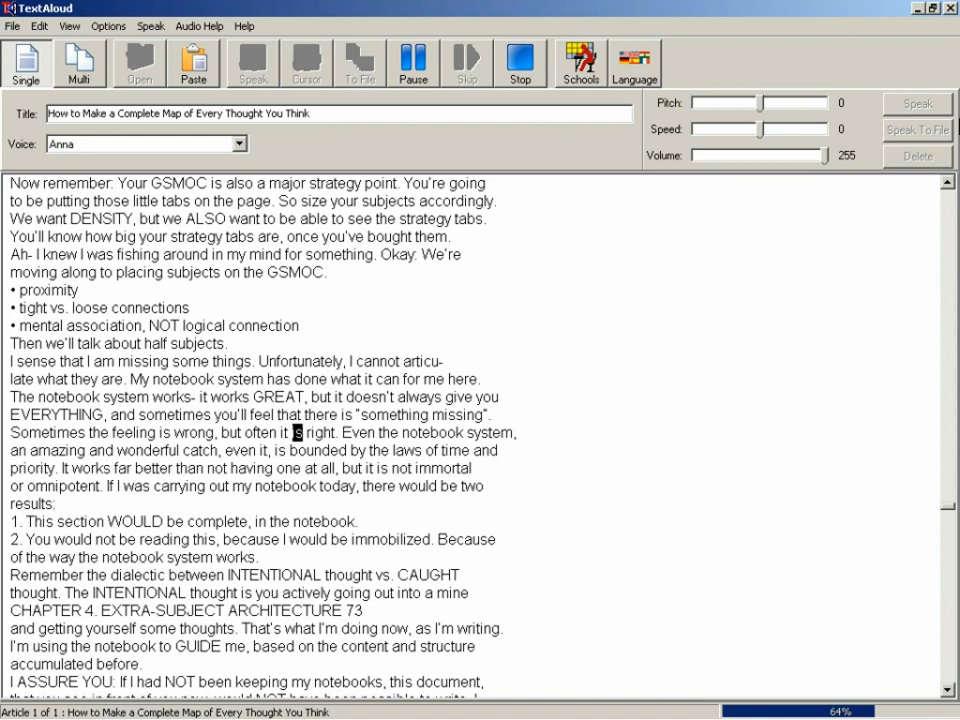 TextAloud
File Edit View Options Speak Audio Help Help
Single Multi Open Paste Speak Cursor To File Pause Skip Stop Schools Language
Title: How to Make a Complete Map of Every Thought You Think
Voice: Anna
Pitch: 0 Speak
Speed: 0 Speak To File
Volume: 255 Delete
Now remember: Your GSMOC is also a major strategy point. You're going
to be putting those little tabs on the page. So size your subjects accordingly.
We want DENSITY, but we ALSO want to be able to see the strategy tabs.
You'll know how big your strategy tabs are, once you've bought them.
Ah- I knew I was fishing around in my mind for something. Okay: We're
moving along to placing subjects on the GSMOC.
• proximity
• tight vs. loose connections
• mental association, NOT logical connection
Then we'll talk about half subjects.
I sense that I am missing some things. Unfortunately, I cannot articu-
late what they are. My notebook system has done what it can for me here.
The notebook system works- it works GREAT, but it doesn't always give you
EVERYTHING, and sometimes you'll feel that there is "something missing".
Sometimes the feeling is wrong, but often it is right. Even the notebook system,
an amazing and wonderful catch, even it, is bounded by the laws of time and
priority. It works far better than not having one at all, but it is not immortal
or omnipotent. If I was carrying out my notebook today, there would be two
results:
1. This section WOULD be complete, in the notebook.
2. You would not be reading this, because I would be immobilized. Because
of the way the notebook system works.
Remember the dialectic between INTENTIONAL thought vs. CAUGHT
thought. The INTENTIONAL thought is you actively going out into a mine
CHAPTER 4. EXTRA-SUBJECT ARCHITECTURE 73
and getting yourself some thoughts. That's what I'm doing now, as I'm writing.
I'm using the notebook to GUIDE me, based on the content and structure
accumulated before.
I ASSURE YOU: If I had NOT been keeping my notebooks, this document,
that you see in front of you now, would NOT have been possible to write. I
Article 1 of 1 : How to Make a Complete Map of Every Thought You Think 64%